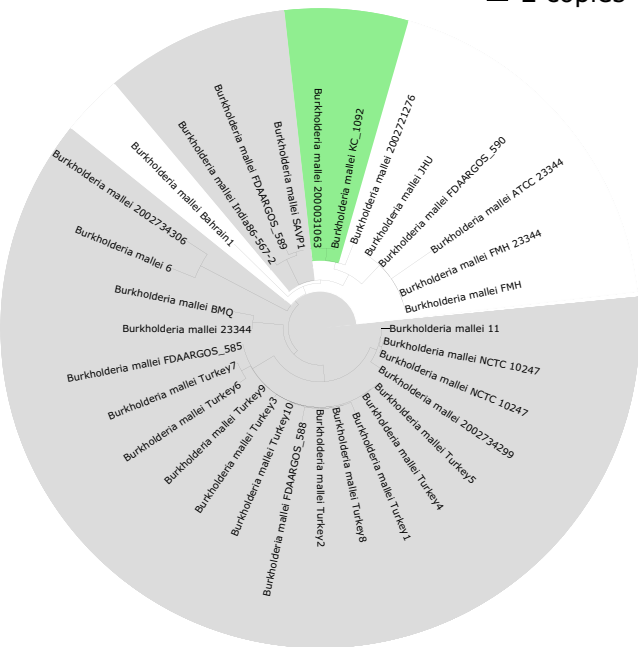 2 copies
Burkholderia mallei 2000031063
Burkholderia mallei KC_1092
Burkholderia mallei 2002721276
Burkholderia mallei JHU
Burkholderia mallei FDAARGOS_590
Burkholderia mallei ATCC 23344
Burkholderia mallei FMH 23344
Burkholderia mallei FMH
Burkholderia mallei 11
Burkholderia mallei NCTC 10247
Burkholderia mallei NCTC 10247
Burkholderia mallei 2002734299
Burkholderia mallei Turkey5
Burkholderia mallei Turkey4
Burkholderia mallei Turkey1
Burkholderia mallei Turkey8
Burkholderia mallei Turkey2
Burkholderia mallei FDAARGOS_588
Burkholderia mallei Turkey10
Burkholderia mallei Turkey3
Burkholderia mallei Turkey9
Burkholderia mallei Turkey6
Burkholderia mallei Turkey7
Burkholderia mallei FDAARGOS_585
Burkholderia mallei 23344
Burkholderia mallei BMQ
Burkholderia mallei 6
Burkholderia mallei 2002734306
Burkholderia mallei Bahrain1
Burkholderia mallei India86-567-2
Burkholderia mallei FDAARGOS_589
Burkholderia mallei SAVP1